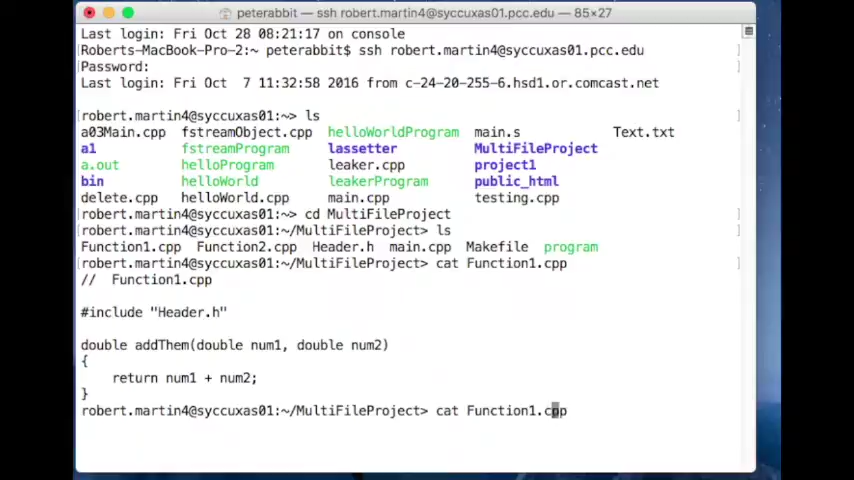 peterabbit — ssh robert.martin4@syccuxas01.pcc.edu — 85×27
Last login: Fri Oct 28 08:21:17 on console
Roberts-MacBook-Pro-2:~ peterabbit$ ssh robert.martin4@syccuxas01.pcc.edu
Password:
Last login: Fri Oct  7 11:32:58 2016 from c-24-20-255-6.hsd1.or.comcast.net
[robert.martin4@syccuxas01:~> ls ]
a03Main.cpp  fstreamObject.cpp  helloWorldProgram  main.s            Text.txt
a1           fstreamProgram     lassetter          MultiFileProject
a.out        helloProgram       leaker.cpp         project1
bin          helloWorld         leakerProgram      public_html
delete.cpp   helloWorld.cpp     main.cpp           testing.cpp
[robert.martin4@syccuxas01:~> cd MultiFileProject ]
[robert.martin4@syccuxas01:~/MultiFileProject> ls ]
Function1.cpp  Function2.cpp  Header.h  main.cpp  Makefile  program
[robert.martin4@syccuxas01:~/MultiFileProject> cat Function1.cpp ]
//  Function1.cpp
#include "Header.h"
double addThem(double num1, double num2)
{
    return num1 + num2;
}
robert.martin4@syccuxas01:~/MultiFileProject> cat Function1.cpp